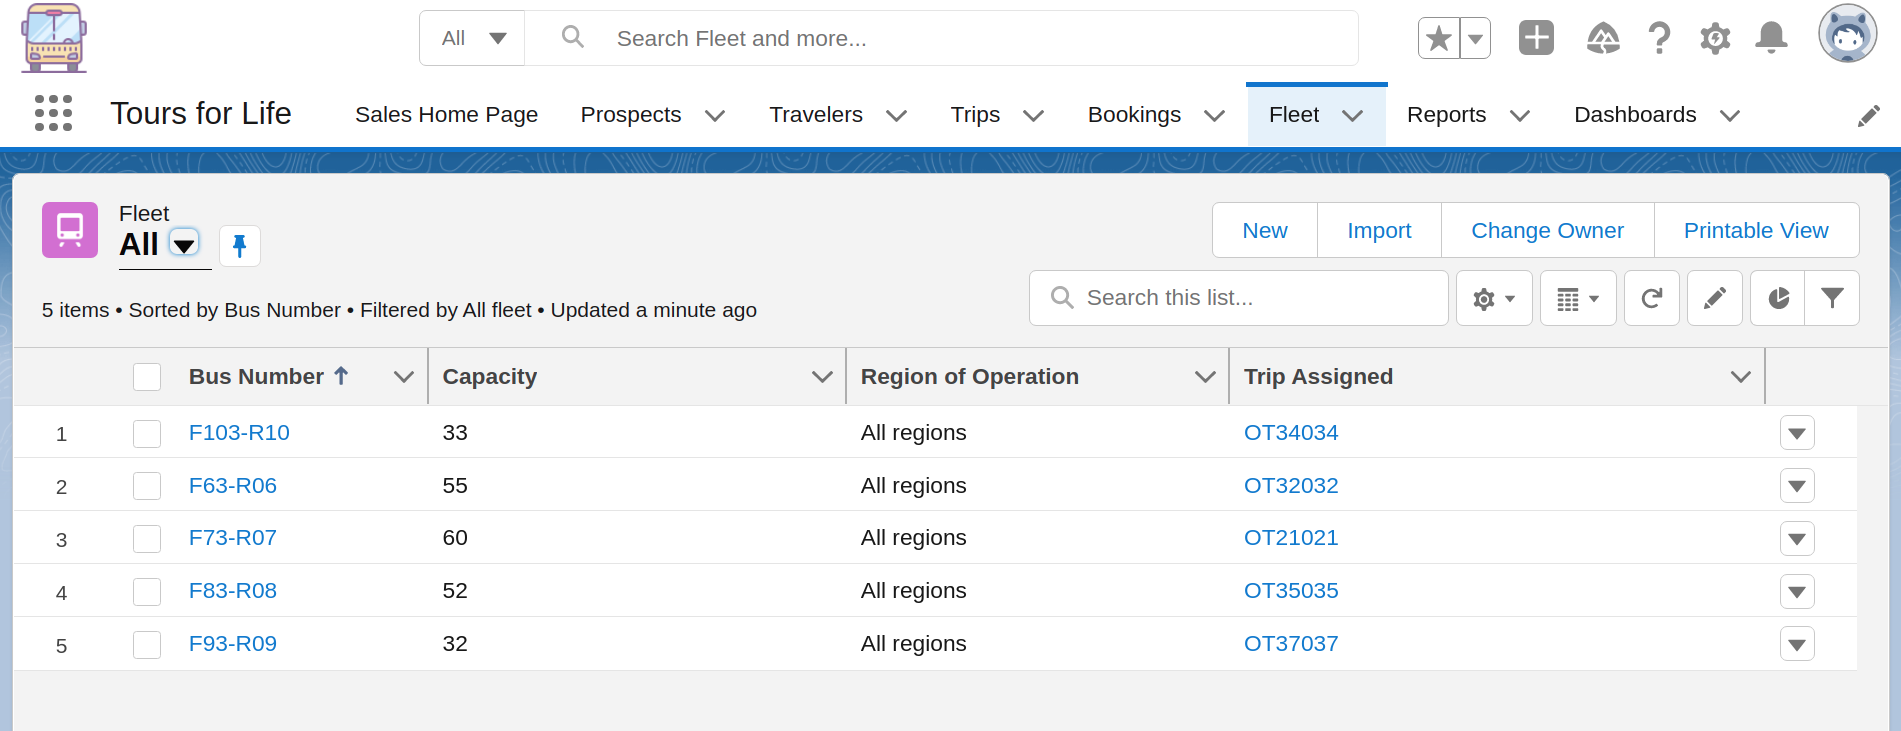 All
Search Fleet and more...
Tours for Life
Sales Home Page
Prospects
Travelers
Trips
Bookings
Fleet
Reports
Dashboards
Fleet
All
New
Import
Change Owner
Printable View
5 items • Sorted by Bus Number • Filtered by All fleet • Updated a minute ago
Search this list...
Bus Number
Capacity
Region of Operation
Trip Assigned
1 F103-R10 33 All regions OT34034
2 F63-R06 55 All regions OT32032
3 F73-R07 60 All regions OT21021
4 F83-R08 52 All regions OT35035
5 F93-R09 32 All regions OT37037